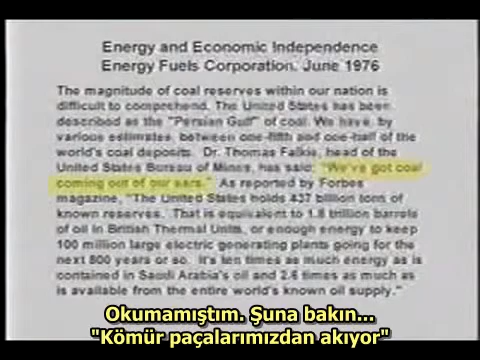 Energy and Economic Independence
Energy Fuels Corporation, June 1976
The magnitude of coal reserves within our nation is
difficult to comprehend. The United States has been
described as the "Persian Gulf" of coal. We have, by
various estimates, between one-fifth and one-half of the
world's coal deposits. Dr. Thomas Falkie, head of the
United States Bureau of Mines, has said: "We've got coal
coming out of our ears." As reported by Forbes
magazine, "The United States holds 437 billion tons of
known reserves. That is equivalent to 1.8 trillion barrels
of oil in British Thermal Units, or enough energy to keep
100 million large electric generating plants going for the
next 800 years or so. It's ten times as much energy as is
contained in Saudi Arabia's oil and 2.6 times as much as
is available from the entire world's known oil supply."
Okumamıştım. Şuna bakın...
"Kömür paçalarımızdan akıyor"